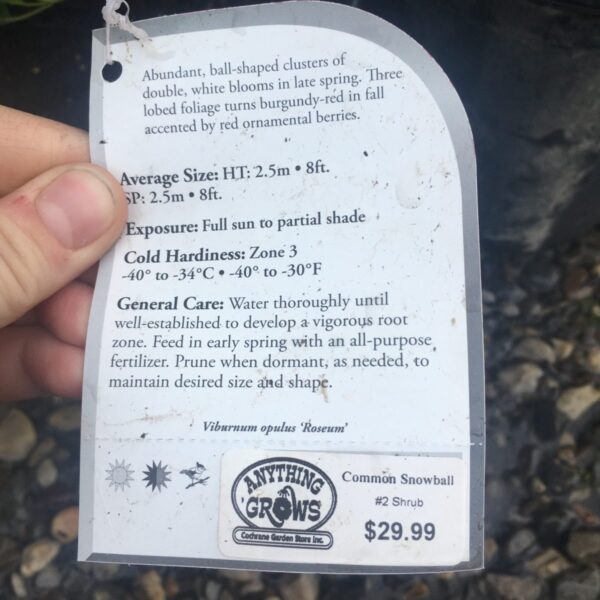 Abundant, ball-shaped clusters of
double, white blooms in late spring. Three
lobed foliage turns burgundy-red in fall
accented by red ornamental berries.
Average Size: HT: 2.5m • 8ft.
SP: 2.5m • 8ft.
Exposure: Full sun to partial shade
Cold Hardiness: Zone 3
-40° to -34°C • -40° to -30°F
General Care: Water thoroughly until
well-established to develop a vigorous root
zone. Feed in early spring with an all-purpose
fertilizer. Prune when dormant, as needed, to
maintain desired size and shape.
Viburnum opulus 'Roseum'
ANYTHING
GROWS
Cochrane Garden Store Inc.
Common Snowball
#2 Shrub
$29.99